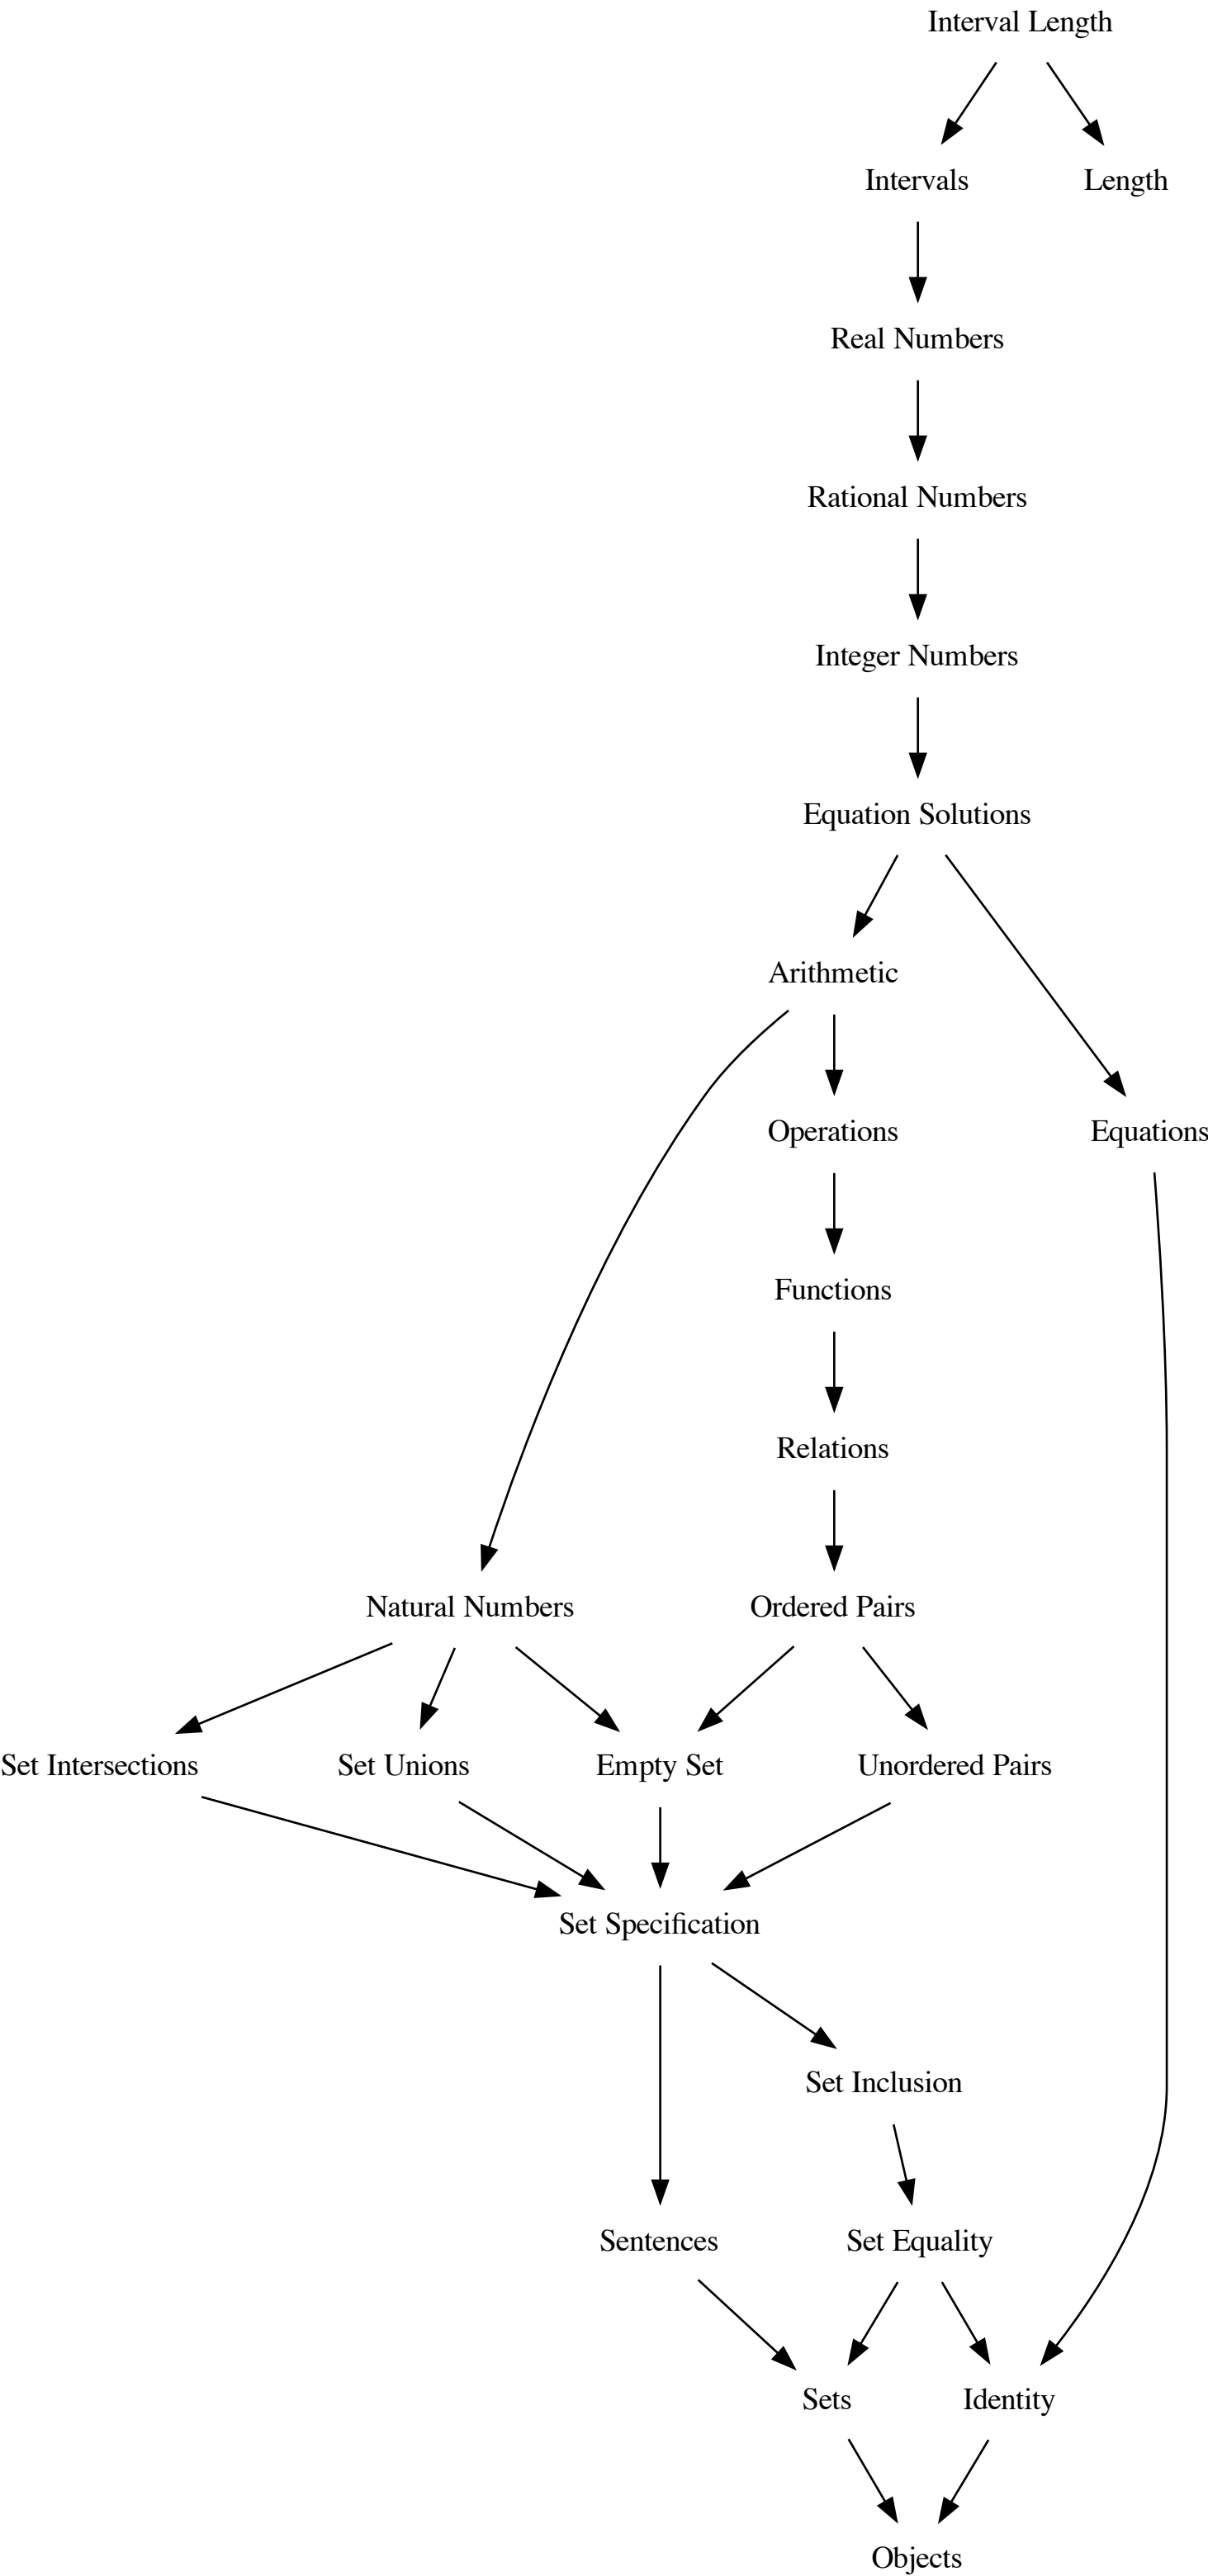 Interval Length
Intervals
Length
Real Numbers
Rational Numbers
Integer Numbers
Equation Solutions
Arithmetic
Operations
Equations
Functions
Relations
Natural Numbers
Ordered Pairs
Set Intersections
Set Unions
Empty Set
Unordered Pairs
Set Specification
Set Inclusion
Sentences
Set Equality
Sets
Identity
Objects